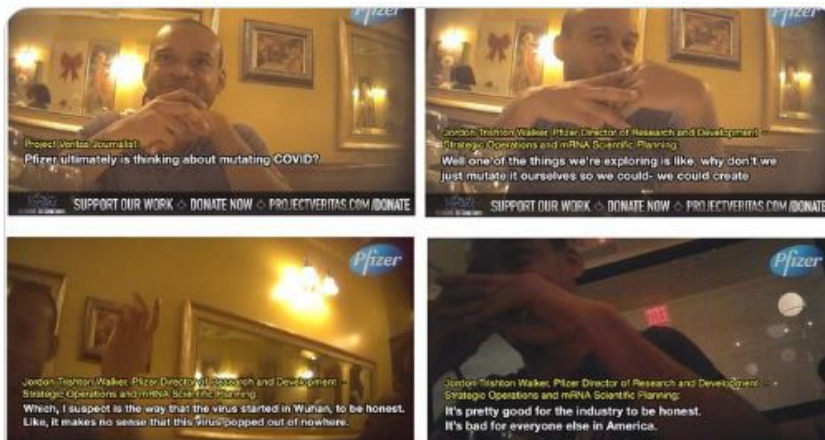 Pfizer
Project Veritas Journalist:
Pfizer ultimately is thinking about mutating COVID?
SUPPORT OUR WORK ◇ DONATE NOW ◇ PROJECTVERITAS.COM/DONATE
Pfizer
Jordon Trishton Walker, Pfizer Director of Research and Development –
Strategic Operations and mRNA Scientific Planning:
Well one of the things we're exploring is like, why don't we
just mutate it ourselves so we could- we could create
SUPPORT OUR WORK ◇ DONATE NOW ◇ PROJECTVERITAS.COM/DONATE
Pfizer
Jordon Trishton Walker, Pfizer Director of Research and Development –
Strategic Operations and mRNA Scientific Planning:
Which, I suspect is the way that the virus started in Wuhan, to be honest.
Like, it makes no sense that this virus popped out of nowhere.
Pfizer
Jordon Trishton Walker, Pfizer Director of Research and Development –
Strategic Operations and mRNA Scientific Planning:
It's pretty good for the industry to be honest.
It's bad for everyone else in America.